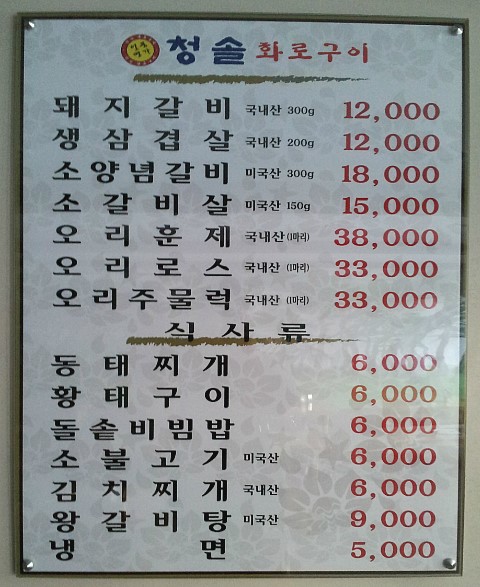 청솔 화로구이
돼지갈비 국내산 300g 12,000
생삼겹살 국내산 200g 12,000
소양념갈비 미국산 300g 18,000
소갈비살 미국산 150g 15,000
오리훈제 국내산 (1마리) 38,000
오리로스 국내산 (1마리) 33,000
오리주물럭 국내산 (1마리) 33,000
식사류
동태찌개 6,000
황태구이 6,000
돌솥비빔밥 6,000
소불고기 미국산 6,000
김치찌개 국내산 6,000
왕갈비탕 미국산 9,000
냉면 5,000